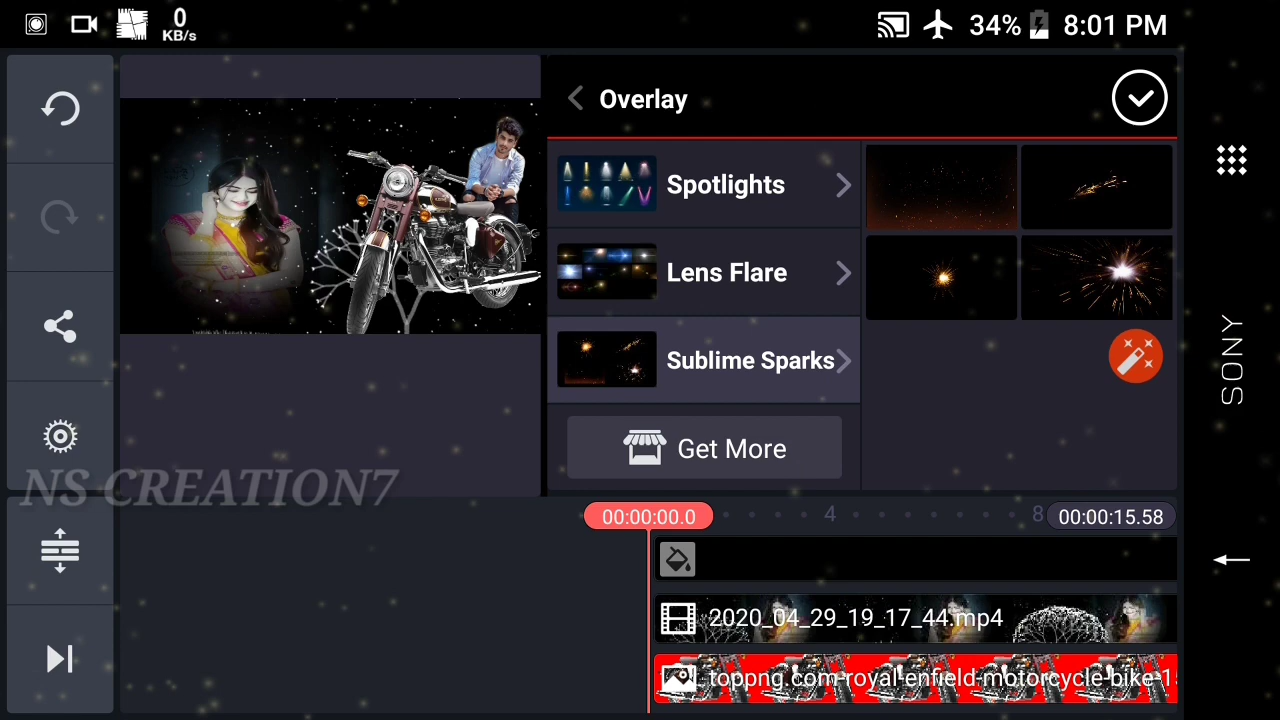 0
KB/s
34%
8:01 PM
Overlay
Spotlights
Lens Flare
Sublime Sparks
Get More
SONY
NS CREATION7
00:00:00.0
4
8
00:00:15.58
2020_04_29_19_17_44.mp4
toppng.com-royal-enfield-motorcycle-bike-1